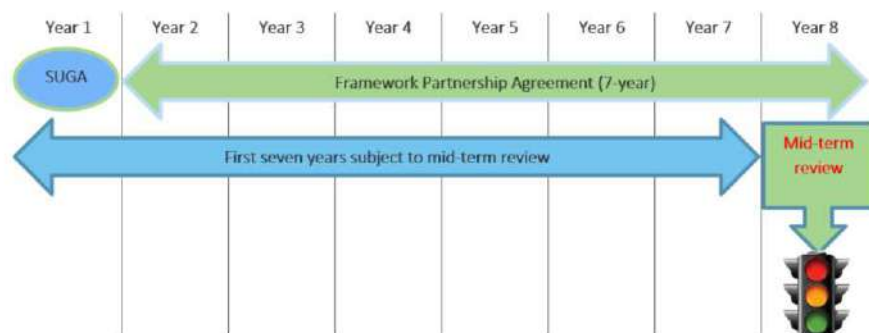 Year 1 Year 2 Year 3 Year 4 Year 5 Year 6 Year 7 Year 8
SUGA
Framework Partnership Agreement (7-year)
First seven years subject to mid-term review
Mid-term
review